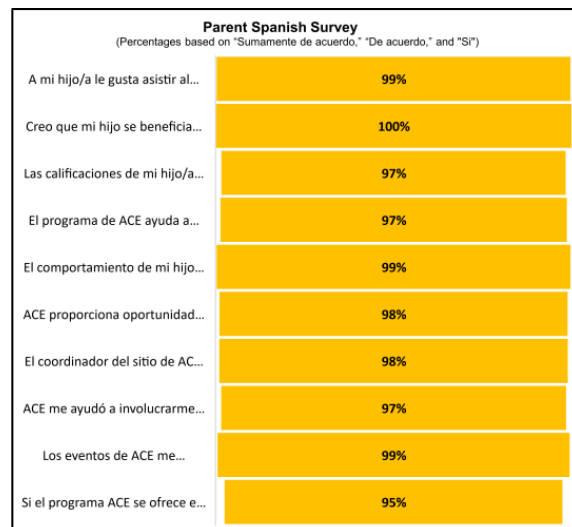 Parent Spanish Survey
(Percentages based on “Sumamente de acuerdo,” “De acuerdo,” and "Si")
A mi hijo/a le gusta asistir al... 99%
Creo que mi hijo se beneficia... 100%
Las calificaciones de mi hijo/a... 97%
El programa de ACE ayuda a... 97%
El comportamiento de mi hijo... 99%
ACE proporciona oportunidad... 98%
El coordinador del sitio de AC... 98%
ACE me ayudó a involucrarme... 97%
Los eventos de ACE me... 99%
Si el programa ACE se ofrece e... 95%